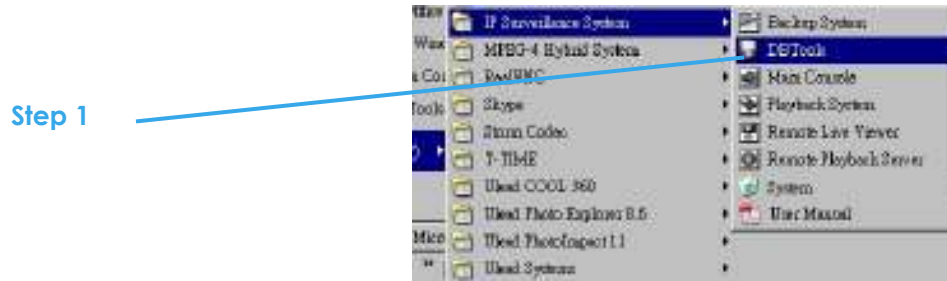 Step 1
IP Surveillance System
MPEG-4 Hybrid System
RealVNC
Skype
Storm Codec
T-TIME
Ulead COOL 360
Ulead Photo Explorer 8.5
Ulead PhotoImpact 11
Ulead Systems
Backup System
DBTools
Main Console
Playback System
Remote Live Viewer
Remote Playback Server
System
User Manual